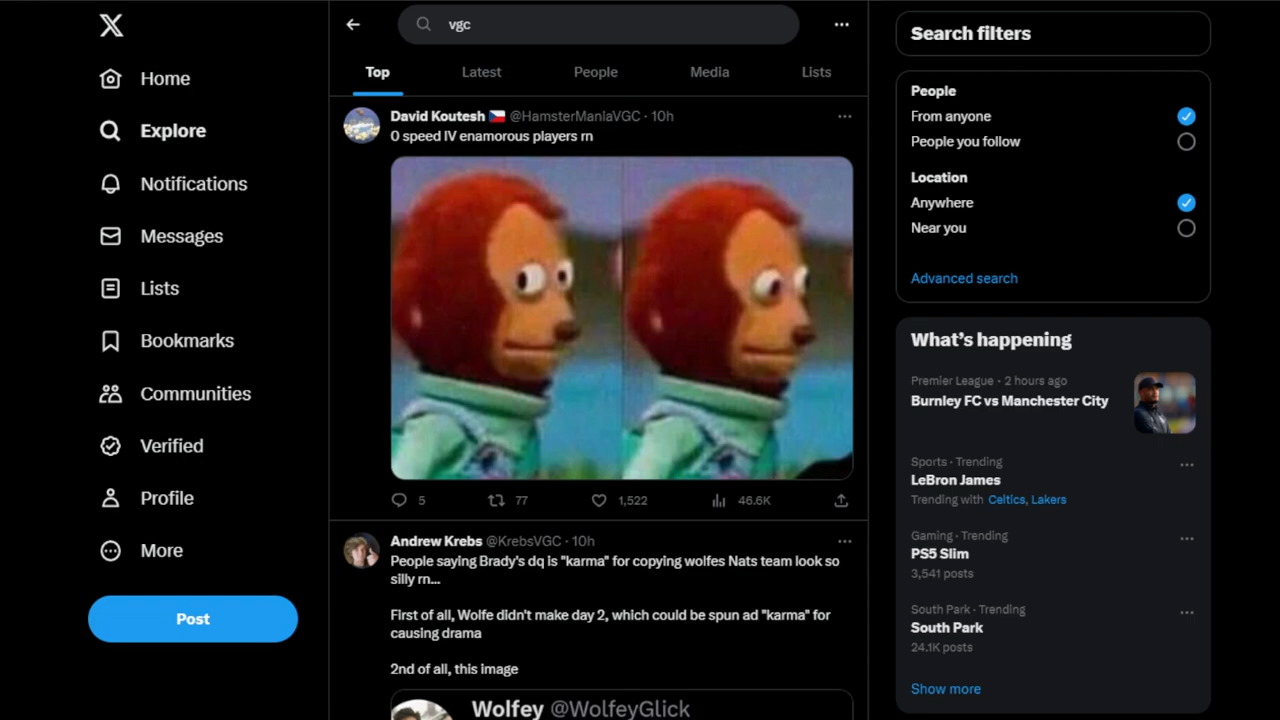 X
Home
Explore
Notifications
Messages
Lists
Bookmarks
Communities
Verified
Profile
More
Post
vgc
Top
Latest
People
Media
Lists
David Koutesh 🇨🇿 @HamsterManiaVGC · 10h
0 speed IV enamorous players rn
5
77
1,522
46.6K
Andrew Krebs @KrebsVGC · 10h
People saying Brady's dq is "karma" for copying wolfes Nats team look so
silly rn...
First of all, Wolfe didn't make day 2, which could be spun ad "karma" for
causing drama
2nd of all, this image
Wolfey @WolfeyGlick
Search filters
People
From anyone
People you follow
Location
Anywhere
Near you
Advanced search
What's happening
Premier League · 2 hours ago
Burnley FC vs Manchester City
Sports · Trending
LeBron James
Trending with Celtics, Lakers
Gaming · Trending
PS5 Slim
3,541 posts
South Park · Trending
South Park
24.1K posts
Show more